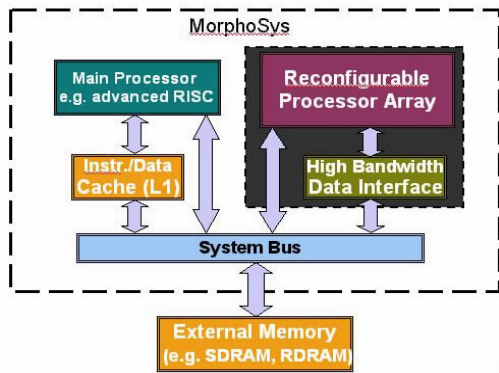 MorphoSys
Main Processor
e.g. advanced RISC
Reconfigurable
Processor Array
Instr./Data
Cache (L1)
High Bandwidth
Data Interface
System Bus
External Memory
(e.g. SDRAM, RDRAM)